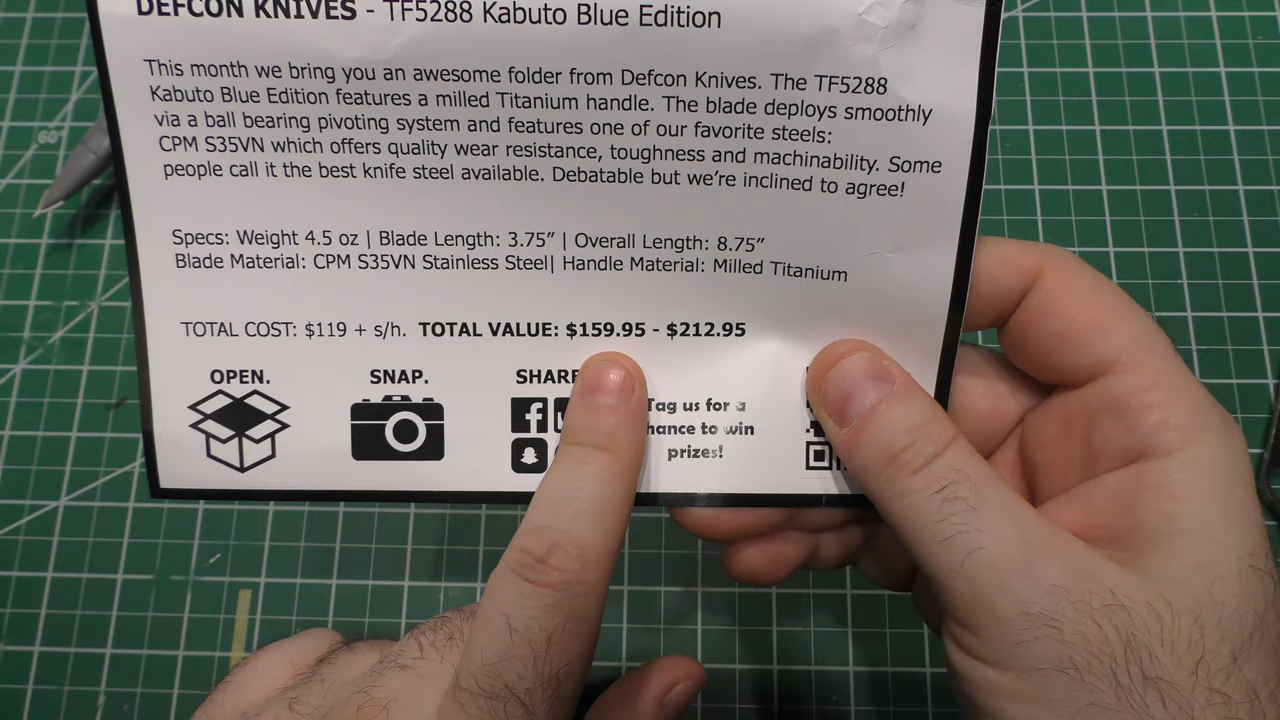 DEFCON KNIVES - TF5288 Kabuto Blue Edition
This month we bring you an awesome folder from Defcon Knives. The TF5288
Kabuto Blue Edition features a milled Titanium handle. The blade deploys smoothly
via a ball bearing pivoting system and features one of our favorite steels:
CPM S35VN which offers quality wear resistance, toughness and machinability. Some
people call it the best knife steel available. Debatable but we're inclined to agree!
Specs: Weight 4.5 oz | Blade Length: 3.75″ | Overall Length: 8.75″
Blade Material: CPM S35VN Stainless Steel| Handle Material: Milled Titanium
TOTAL COST: $119 + s/h. TOTAL VALUE: $159.95 - $212.95
OPEN. SNAP. SHARE
Tag us for a
hance to win
prizes!
60°